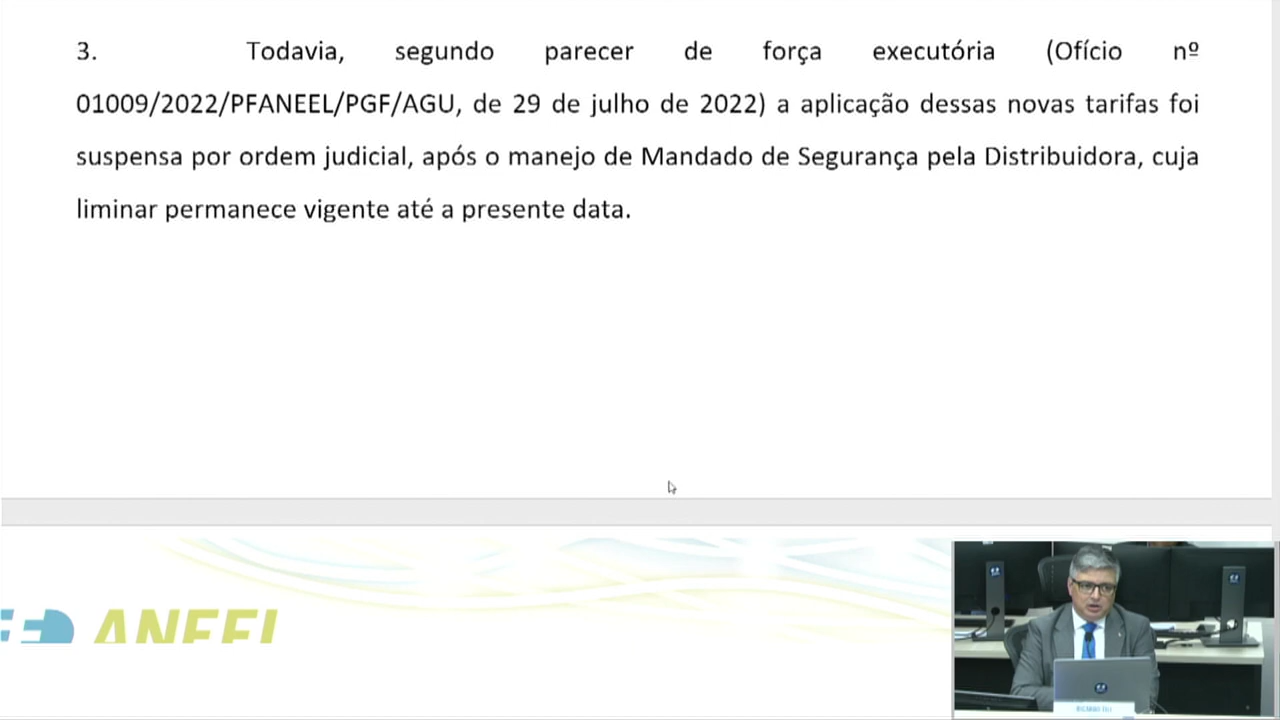 3. Todavia, segundo parecer de força executória (Ofício nº
01009/2022/PFANEEL/PGF/AGU, de 29 de julho de 2022) a aplicação dessas novas tarifas foi
suspensa por ordem judicial, após o manejo de Mandado de Segurança pela Distribuidora, cuja
liminar permanece vigente até a presente data.
ANEEL